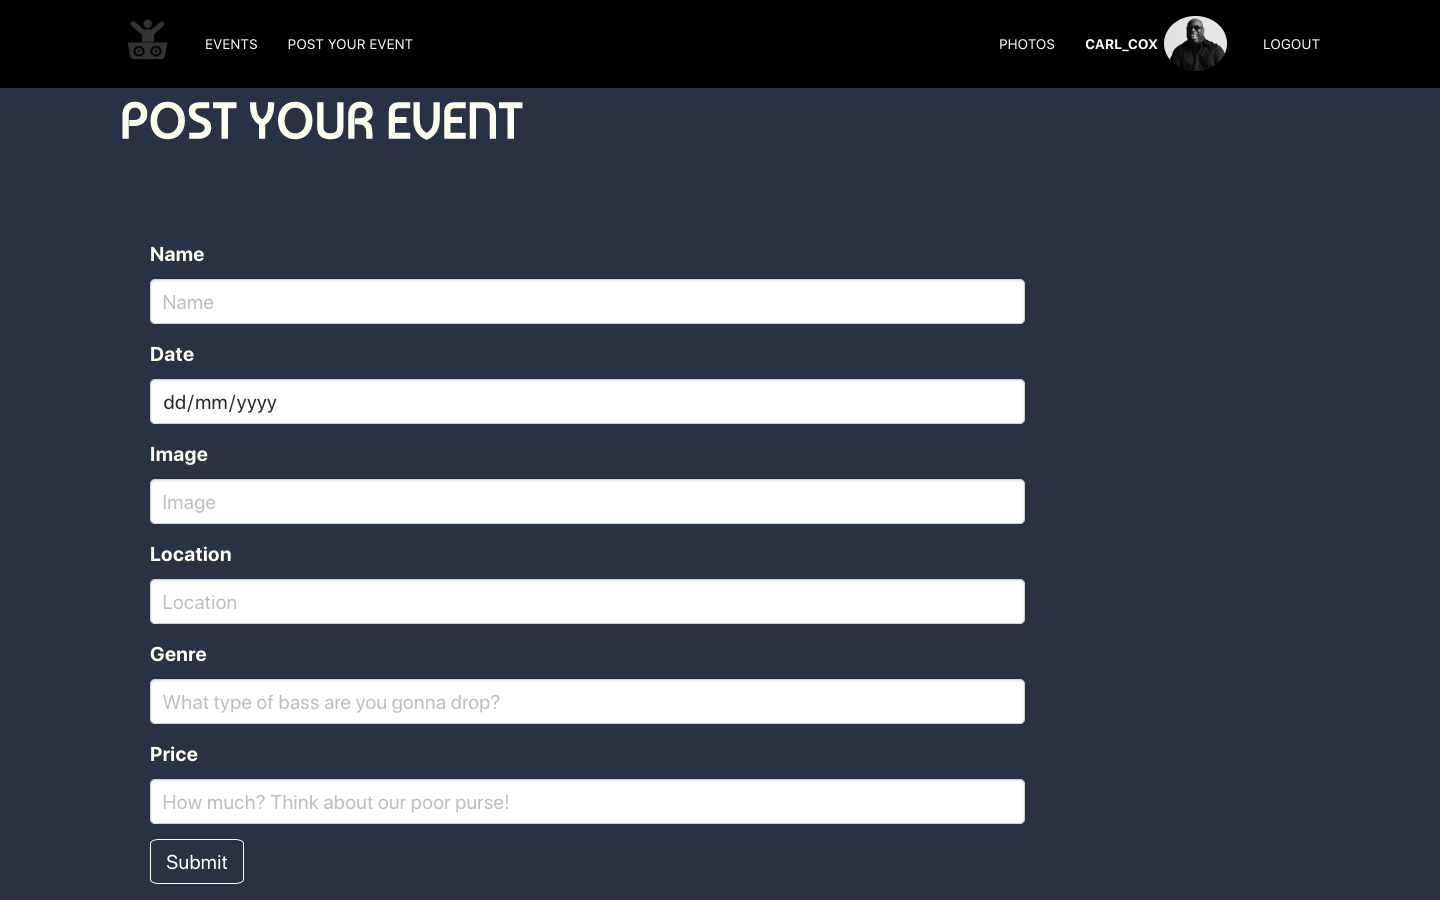 EVENTS POST YOUR EVENT PHOTOS CARL_COX LOGOUT
POST YOUR EVENT
Name
Name
Date
dd/mm/yyyy
Image
Image
Location
Location
Genre
What type of bass are you gonna drop?
Price
How much? Think about our poor purse!
Submit